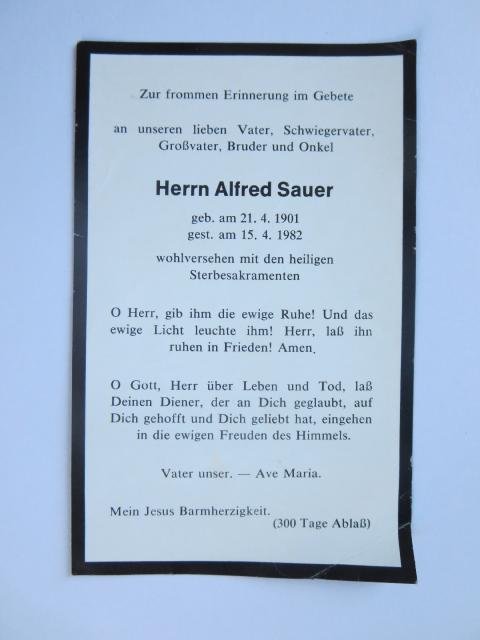 Zur frommen Erinnerung im Gebete
an unseren lieben Vater, Schwiegervater,
Großvater, Bruder und Onkel
Herrn Alfred Sauer
geb. am 21. 4. 1901
gest. am 15. 4. 1982
wohlversehen mit den heiligen
Sterbesakramenten
O Herr, gib ihm die ewige Ruhe! Und das
ewige Licht leuchte ihm! Herr, laß ihn
ruhen in Frieden! Amen.
O Gott, Herr über Leben und Tod, laß
Deinen Diener, der an Dich geglaubt, auf
Dich gehofft und Dich geliebt hat, eingehen
in die ewigen Freuden des Himmels.
Vater unser. — Ave Maria.
Mein Jesus Barmherzigkeit.
(300 Tage Ablaß)